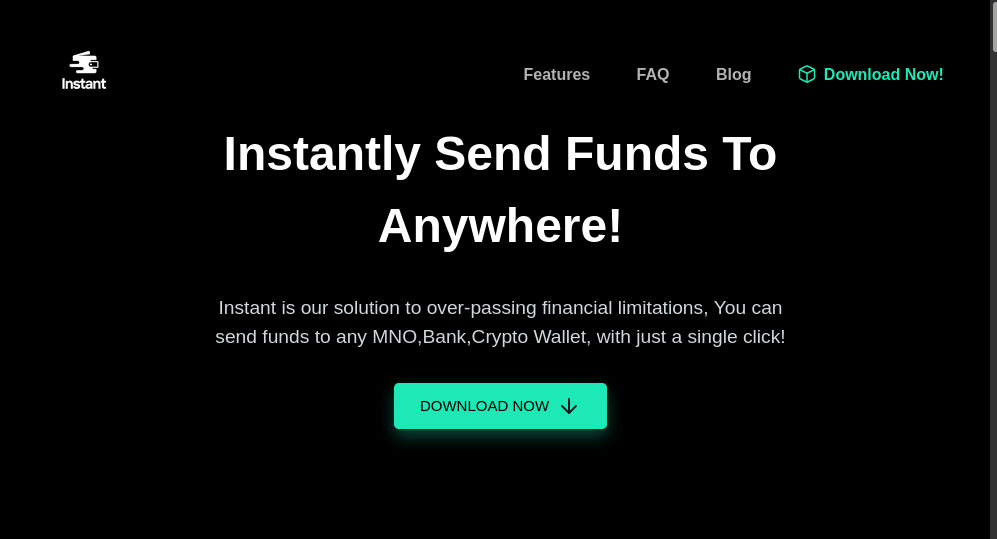 Instant
Features
FAQ
Blog
Download Now!
Instantly Send Funds To
Anywhere!
Instant is our solution to over-passing financial limitations, You can
send funds to any MNO,Bank,Crypto Wallet, with just a single click!
DOWNLOAD NOW